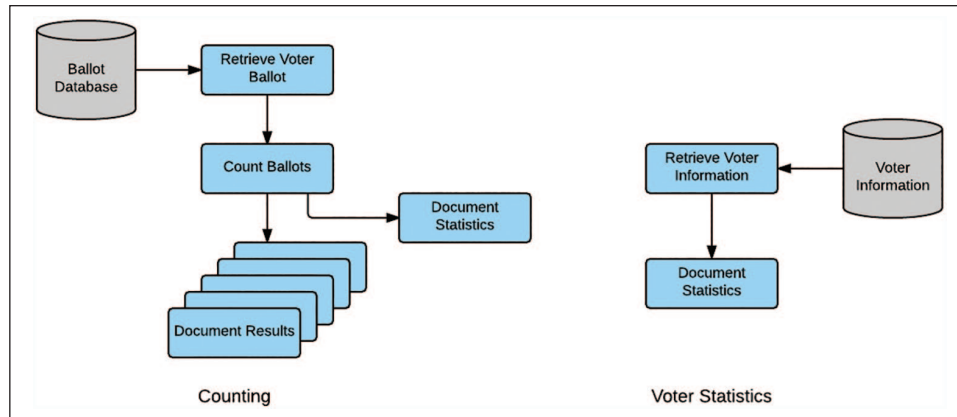 Ballot
Database
Retrieve Voter
Ballot
Count Ballots
Document
Statistics
Document Results
Counting
Retrieve Voter
Information
Voter
Information
Document
Statistics
Voter Statistics